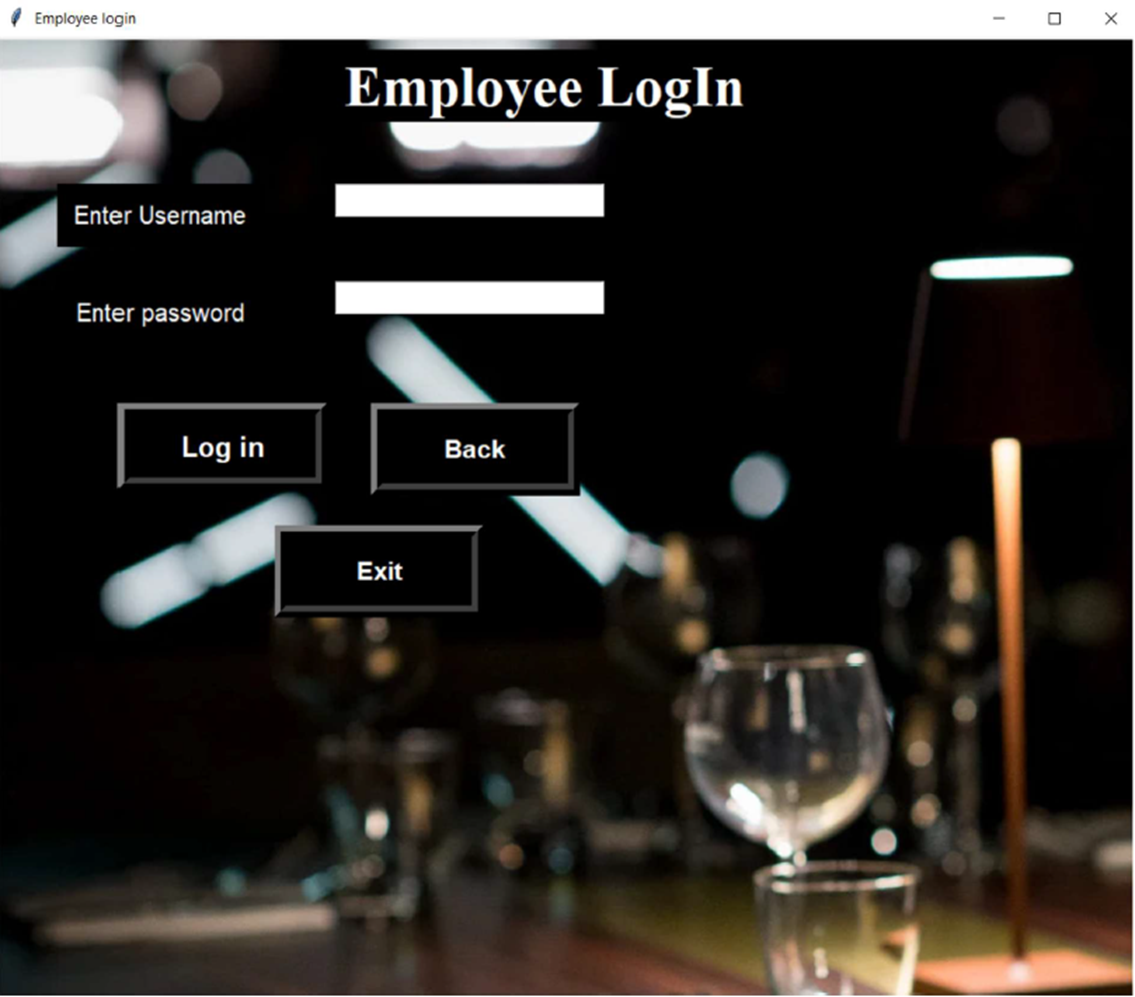 Employee login
Employee LogIn
Enter Username
Enter password
Log in
Back
Exit